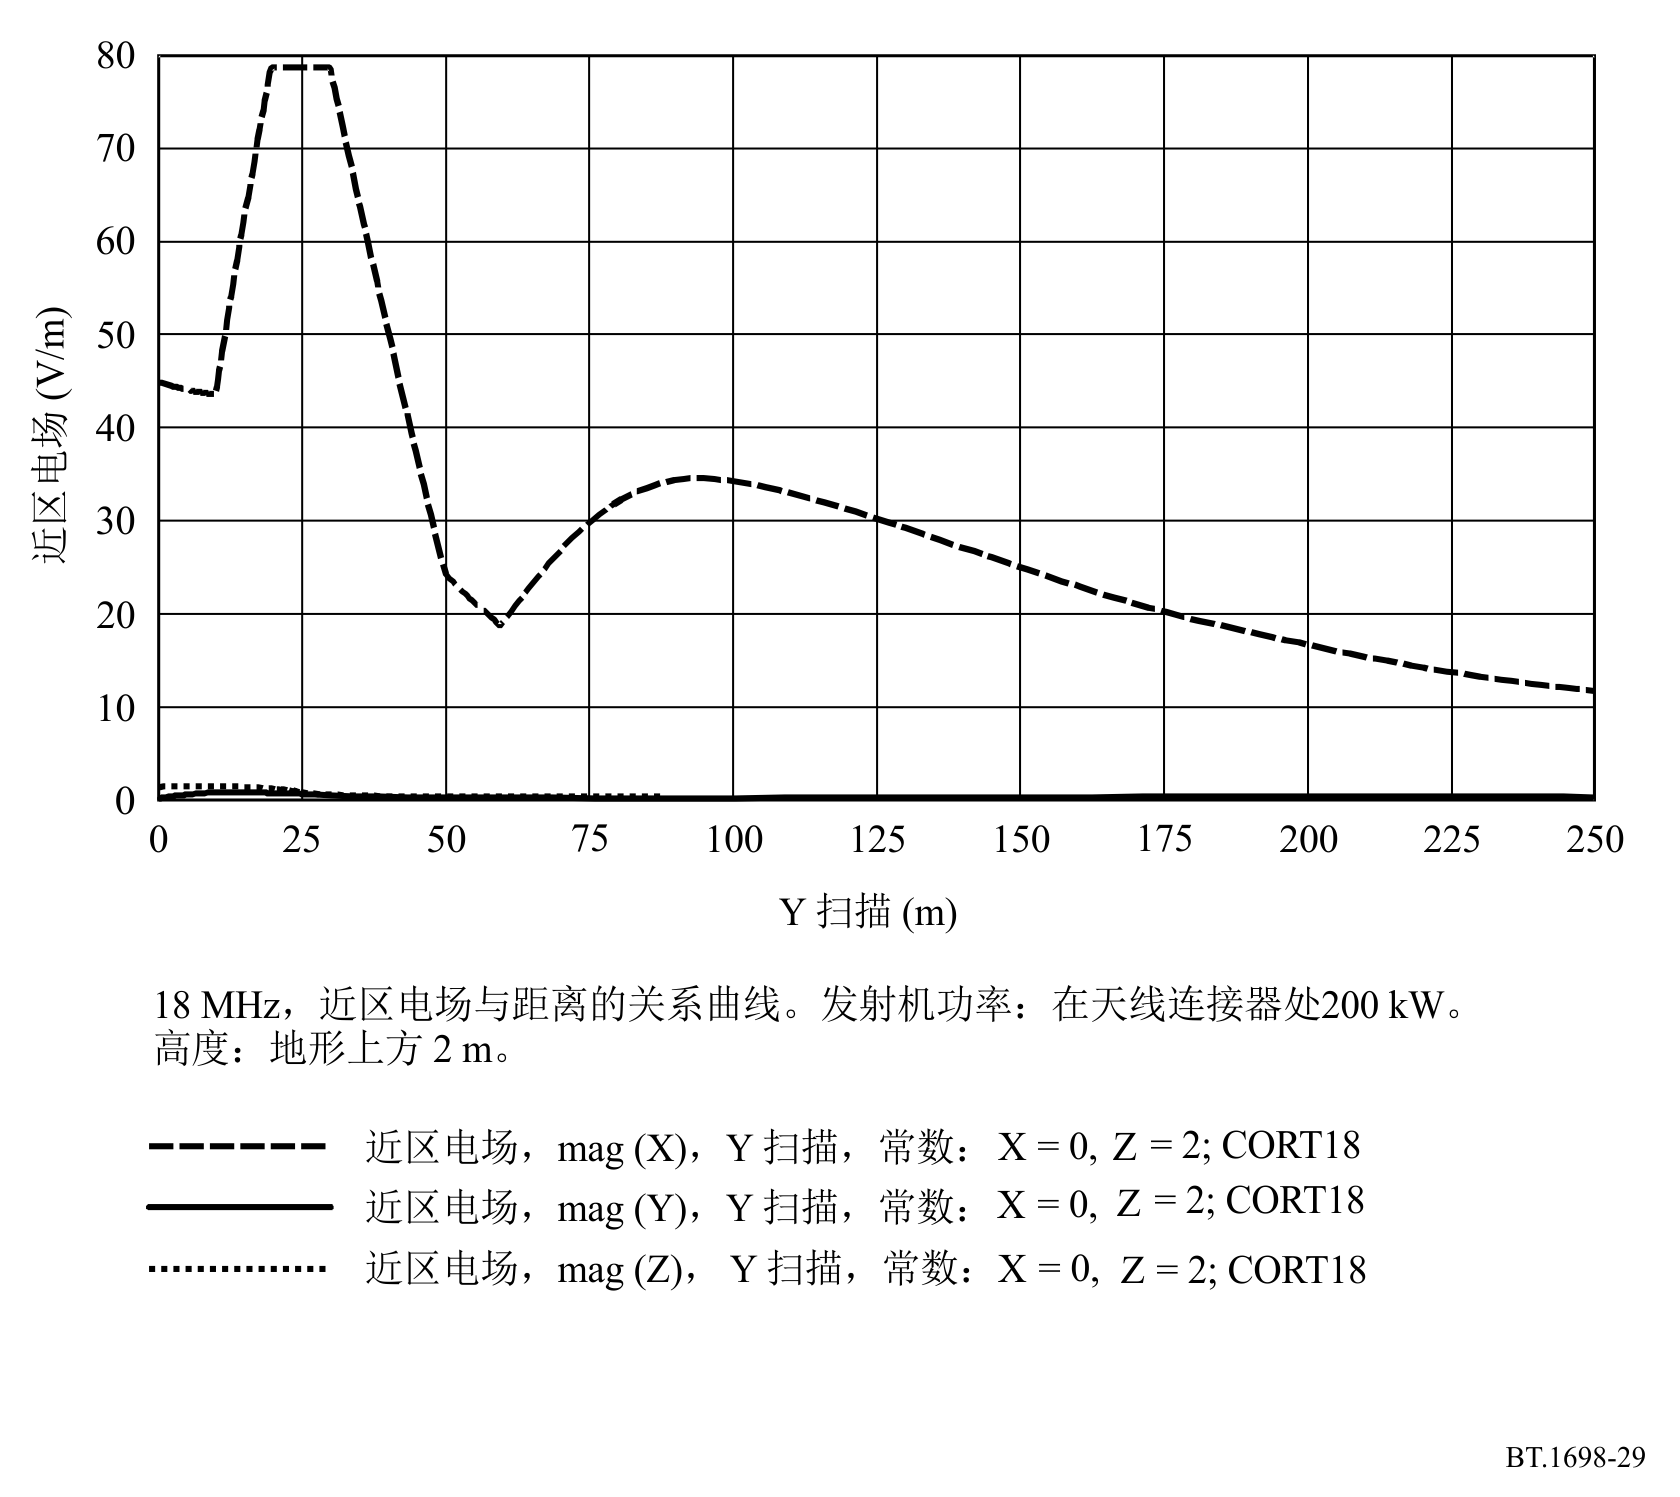 80
70
60
50
40
30
20
10
0
近区电场 (V/m)
0 25 50 75 100 125 150 175 200 225 250
Y 扫描 (m)
18 MHz，近区电场与距离的关系曲线。发射机功率：在天线连接器处200 kW。
高度：地形上方 2 m。
近区电场，mag (X)，Y 扫描，常数：X = 0, Z = 2; CORT18
近区电场，mag (Y)，Y 扫描，常数：X = 0, Z = 2; CORT18
近区电场，mag (Z)，Y 扫描，常数：X = 0, Z = 2; CORT18
BT.1698-29